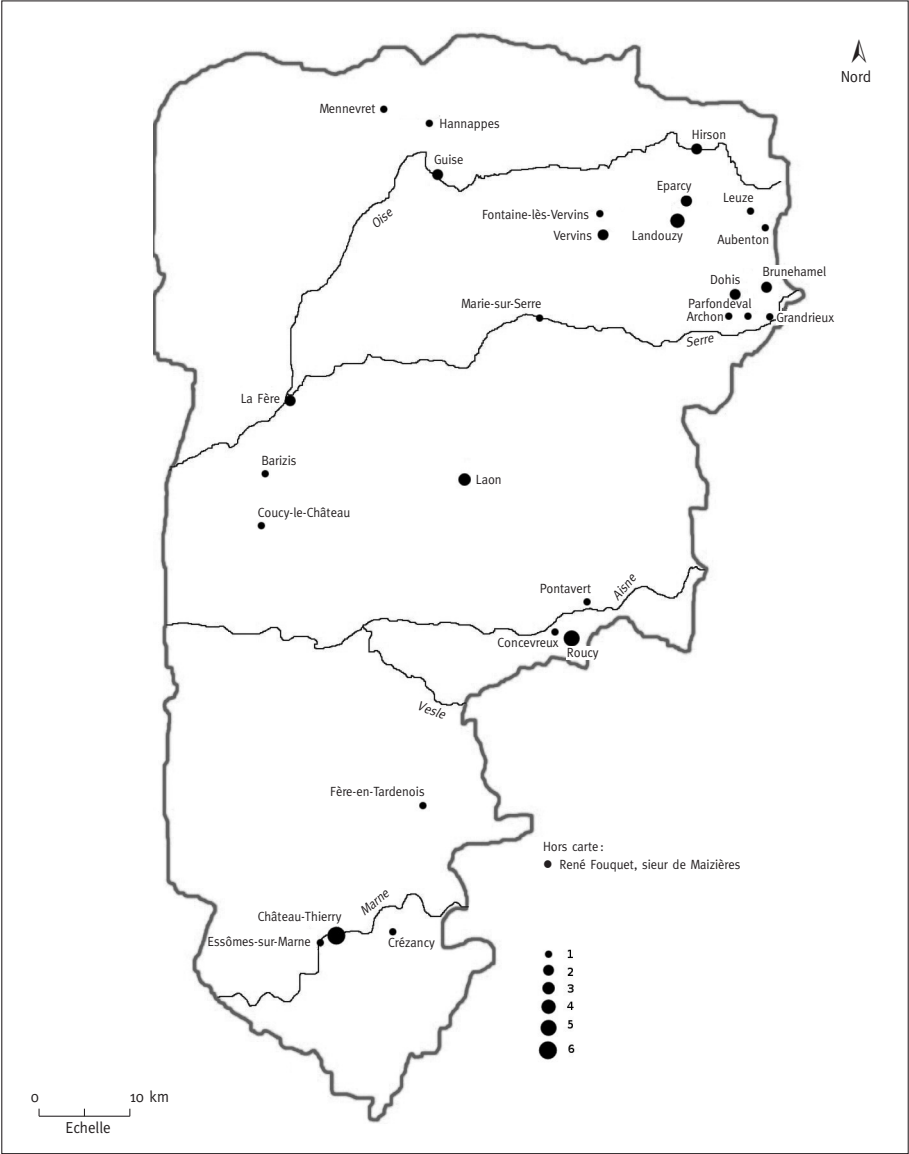 Nord
Mennevret
Hannappes
Hirson
Guise
Eparcy
Leuze
Oise
Fontaine-lès-Vervins
Vervins
Landouzy
Aubenton
Brunehamel
Dohis
Marie-sur-Serre
Parfondeval
Archon
Grandrieux
Serre
La Fère
Barizis
Laon
Coucy-le-Château
Pontavert
Aisne
Concevreux
Roucy
Vesle
Fère-en-Tardenois
Hors carte :
René Fouquet, sieur de Maizières
Marne
Château-Thierry
Essômes-sur-Marne
Crézancy
1
2
3
4
5
6
0 10 km
Echelle